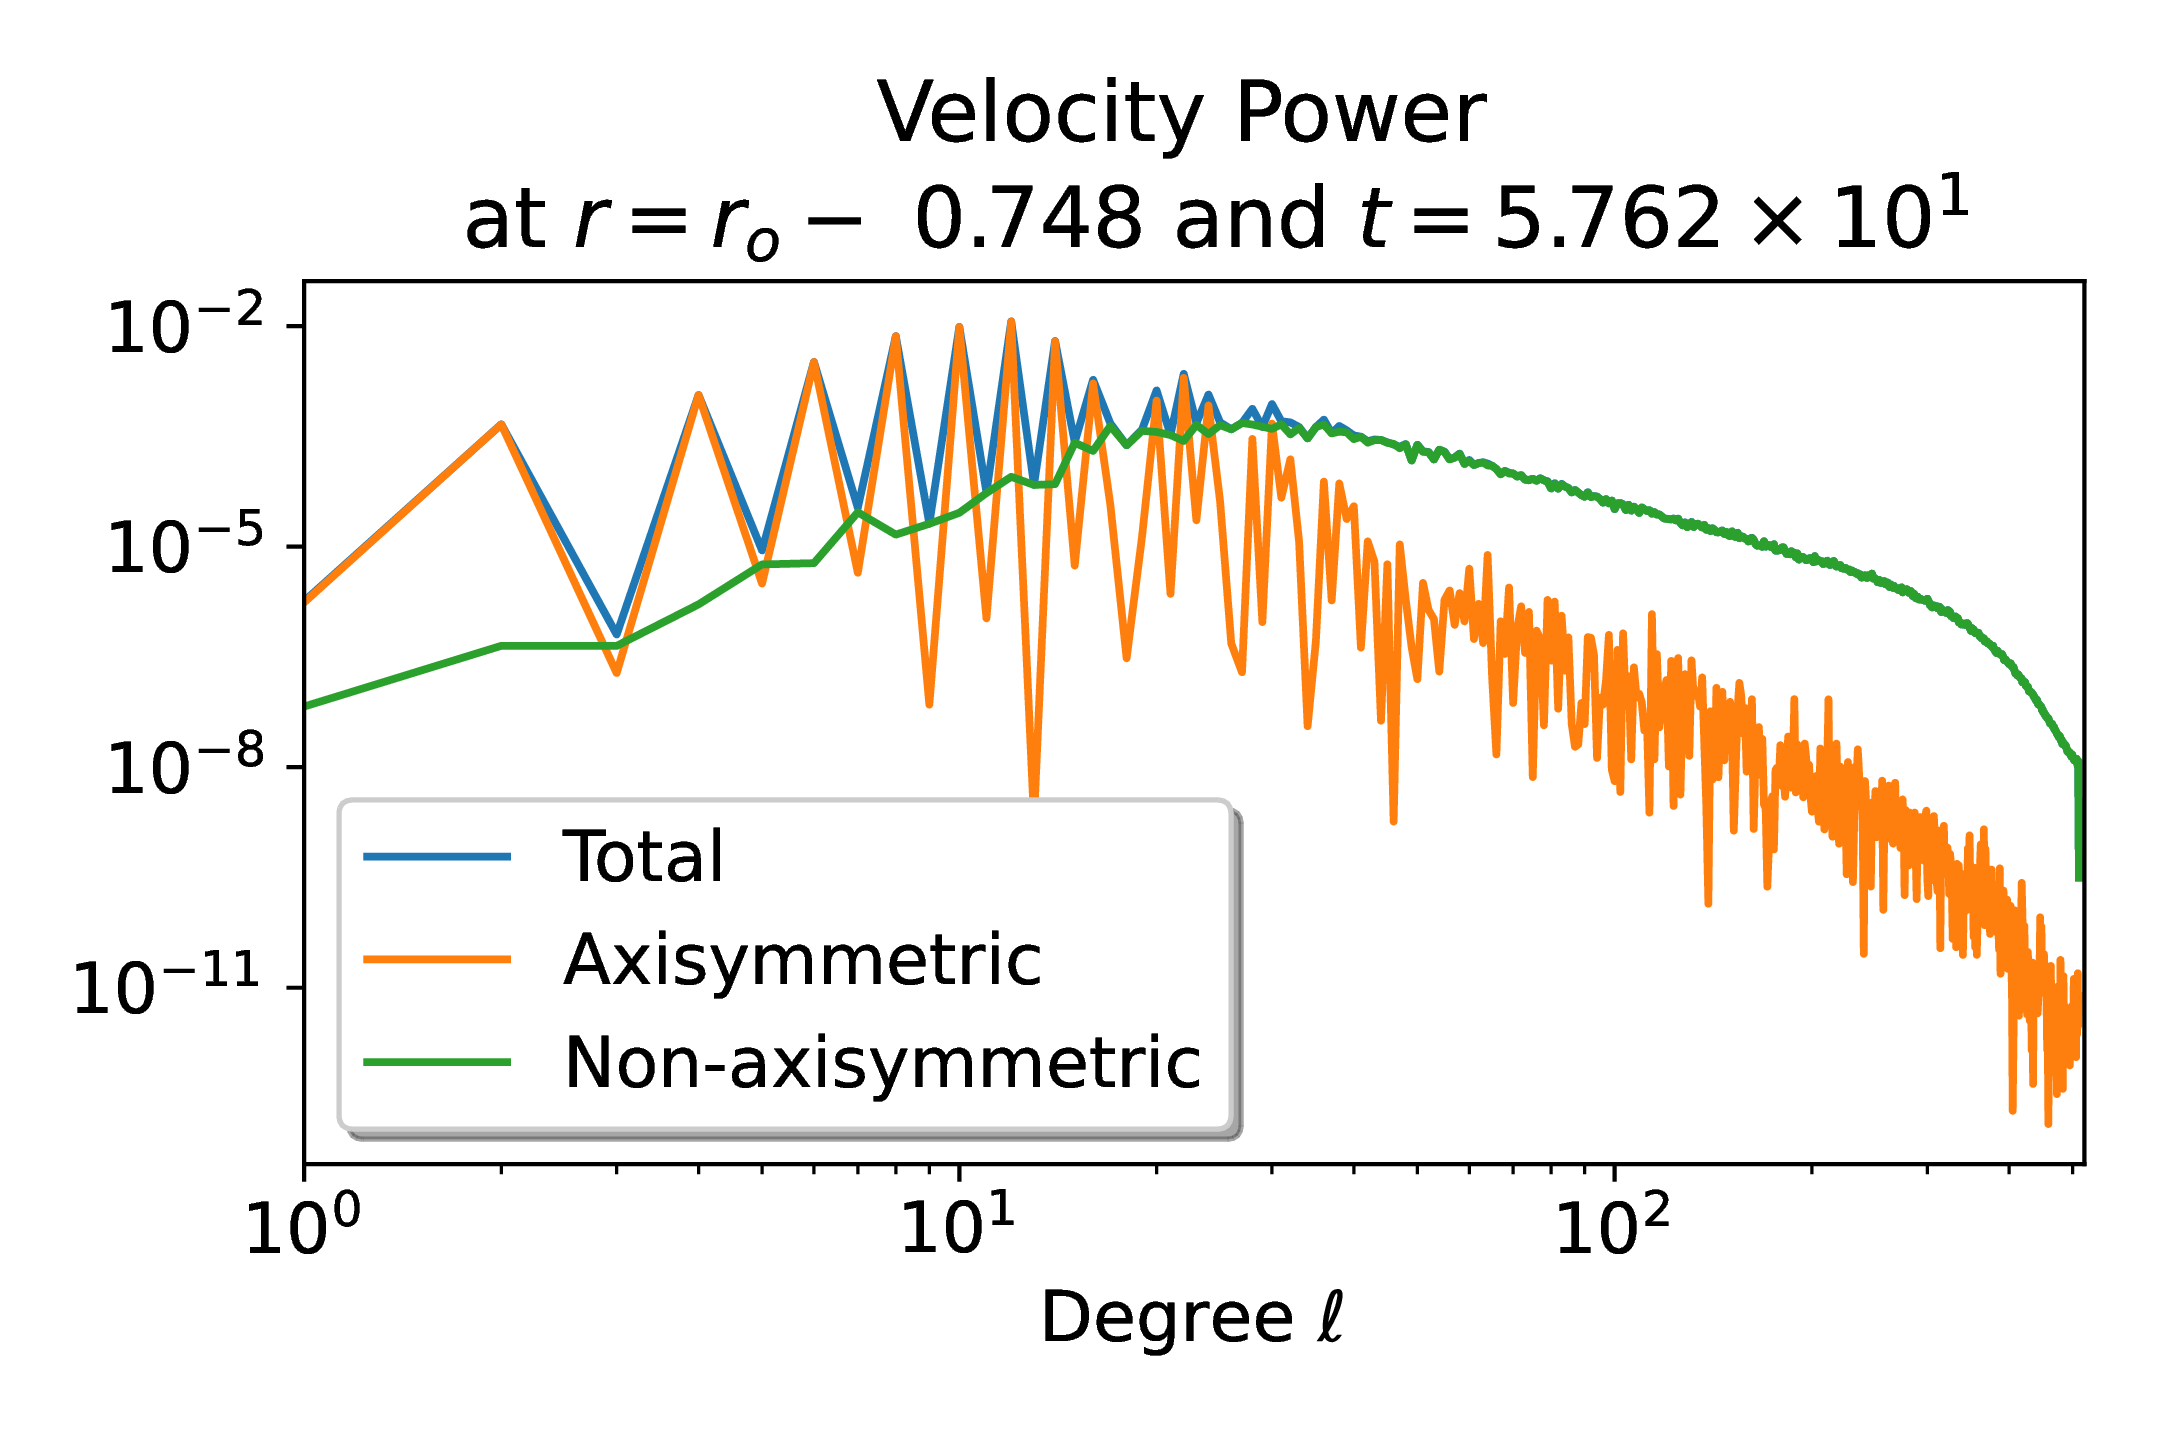 Velocity Power
at r = r_o − 0.748 and t = 5.762 × 10^1
10^−2
10^−5
10^−8
10^−11
Total
Axisymmetric
Non-axisymmetric
10^0 10^1 10^2
Degree ℓ